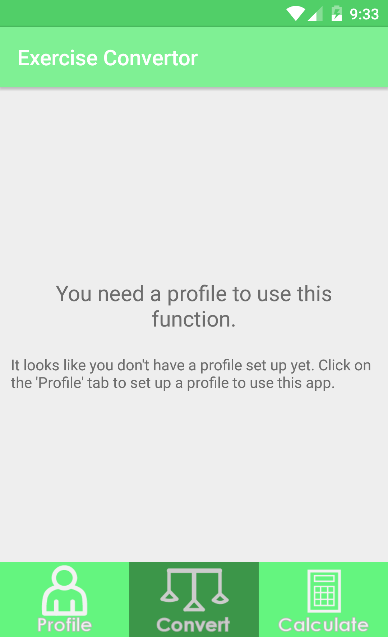 9:33
Exercise Convertor
You need a profile to use this
function.
It looks like you don't have a profile set up yet. Click on
the 'Profile' tab to set up a profile to use this app.
Profile
Convert
Calculate